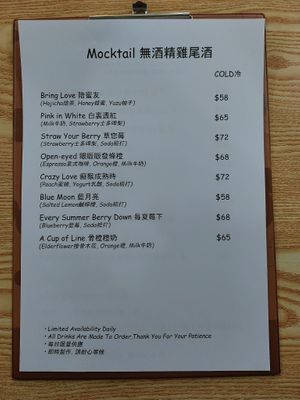 Mocktail 無酒精雞尾酒
COLD冷
Bring Love 陪蜜友 $58
(Hojicha焙茶, Honey蜂蜜, Yuzu柚子)
Pink in White 白裏透紅 $65
(Milk牛奶, Strawberry士多啤梨)
Straw Your Berry 草您莓 $72
(Strawberry士多啤梨, Soda梳打)
Open-eyed 眼瞓瞓發條橙 $68
(Espresso意式咖啡, Orange橙, Milk牛奶)
Crazy Love 癡猴成熟時 $72
(Peach蜜桃, Yogurt乳酸, Soda梳打)
Blue Moon 藍月亮 $58
(Salted Lemon鹹檸檬, Soda梳打)
Every Summer Berry Down 每夏莓下 $68
(Blueberry藍莓, Soda梳打)
A Cup of Line 骨橙橙奶 $65
(Elderflower接骨木花, Orange橙, Milk牛奶)
• Limited Availability Daily
• All Drinks Are Made To Order,Thank You For Your Patience
• 每日限量供應
• 即時製作, 請耐心等候